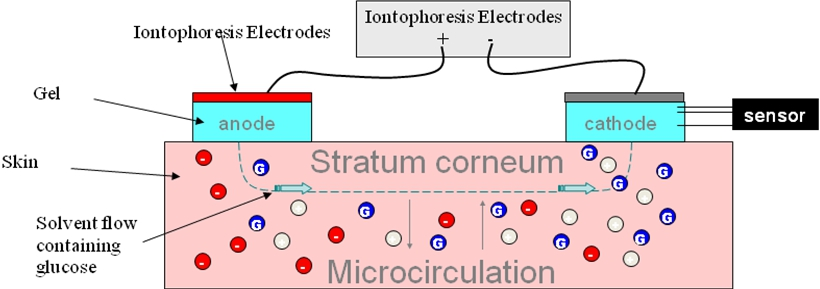 Iontophoresis Electrodes
+ -
Iontophoresis Electrodes
Gel
anode
cathode
sensor
Skin
Stratum corneum
Solvent flow
containing
glucose
Microcirculation
- G G +
- G +
- G + G - + G - G + G
- - G - + G G + G - +